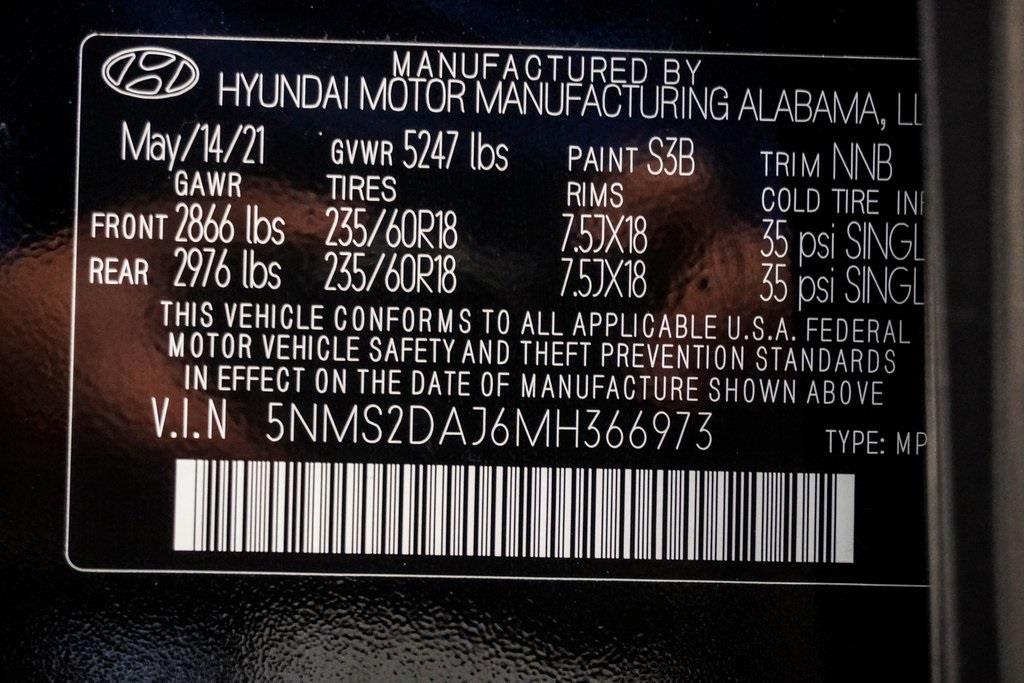 MANUFACTURED BY
HYUNDAI MOTOR MANUFACTURING ALABAMA,
May/14/21 GVWR 5247 lbs PAINT S3B TRIM NNB
GAWR TIRES RIMS COLD TIRE
FRONT 2866 lbs 235/60R18 7.5JX18 35 psi SINGL
REAR 2976 lbs 235/60R18 7.5JX18 35 psi SINGL
THIS VEHICLE CONFORMS TO ALL APPLICABLE U.S.A. FEDERAL
MOTOR VEHICLE SAFETY AND THEFT PREVENTION STANDARDS
IN EFFECT ON THE DATE OF MANUFACTURE SHOWN ABOVE
V.I.N 5NMS2DAJ6MH366973 TYPE: MP